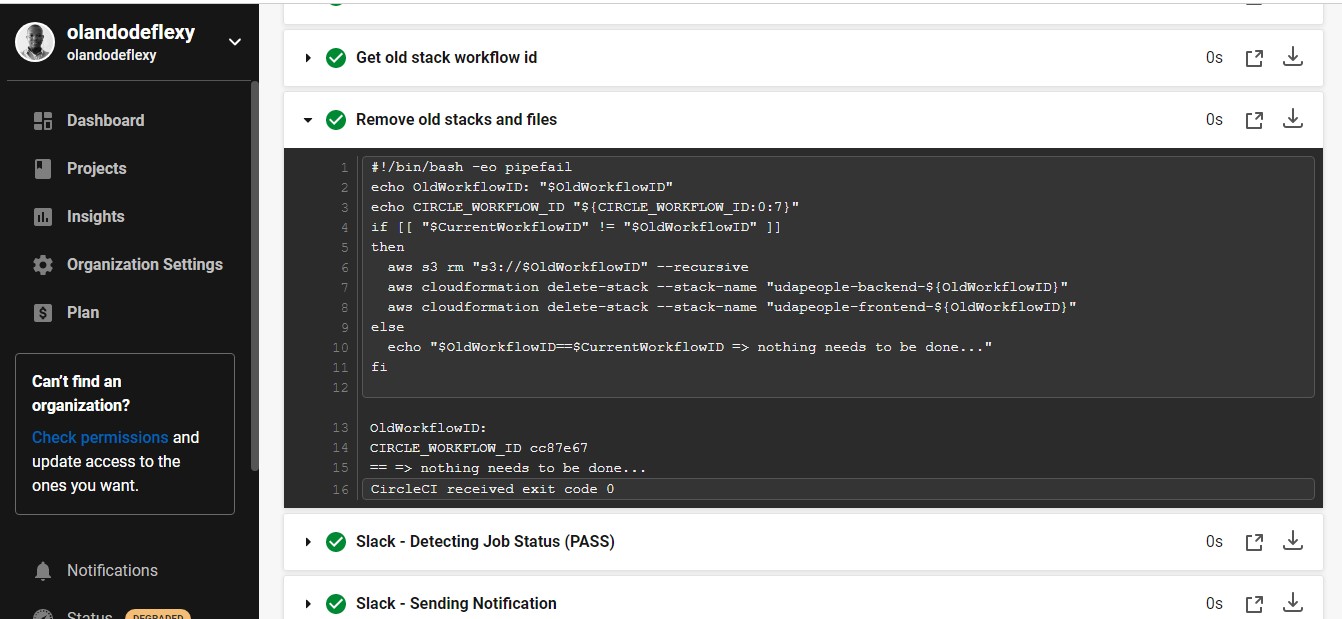 olandodeflexy
olandodeflexy
Dashboard
Projects
Insights
Organization Settings
Plan
Can't find an
organization?
Check permissions and
update access to the
ones you want.
Notifications
Status DEGRADED
Get old stack workflow id 0s
Remove old stacks and files 0s
1 #!/bin/bash -eo pipefail
2 echo OldWorkflowID: "$OldWorkflowID"
3 echo CIRCLE_WORKFLOW_ID "${CIRCLE_WORKFLOW_ID:0:7}"
4 if [[ "$CurrentWorkflowID" != "$OldWorkflowID" ]]
5 then
6 aws s3 rm "s3://$OldWorkflowID" --recursive
7 aws cloudformation delete-stack --stack-name "udapeople-backend-${OldWorkflowID}"
8 aws cloudformation delete-stack --stack-name "udapeople-frontend-${OldWorkflowID}"
9 else
10 echo "$OldWorkflowID==$CurrentWorkflowID => nothing needs to be done..."
11 fi
12
13 OldWorkflowID:
14 CIRCLE_WORKFLOW_ID cc87e67
15 == => nothing needs to be done...
16 CircleCI received exit code 0
Slack - Detecting Job Status (PASS) 0s
Slack - Sending Notification 0s